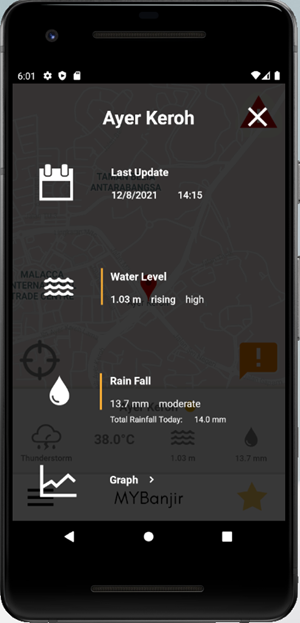 6:01
Ayer Keroh
Last Update
12/8/2021 14:15
ANTARABANGSA
MALACCA
TRADE CENTRE
Water Level
1.03 m rising high
Rain Fall
13.7 mm moderate
Total Rainfall Today: 14.0 mm
Ayer Keroh
Thunderstorm 38.0°C 1.03 m 13.7 mm
Graph >
MYBanjir